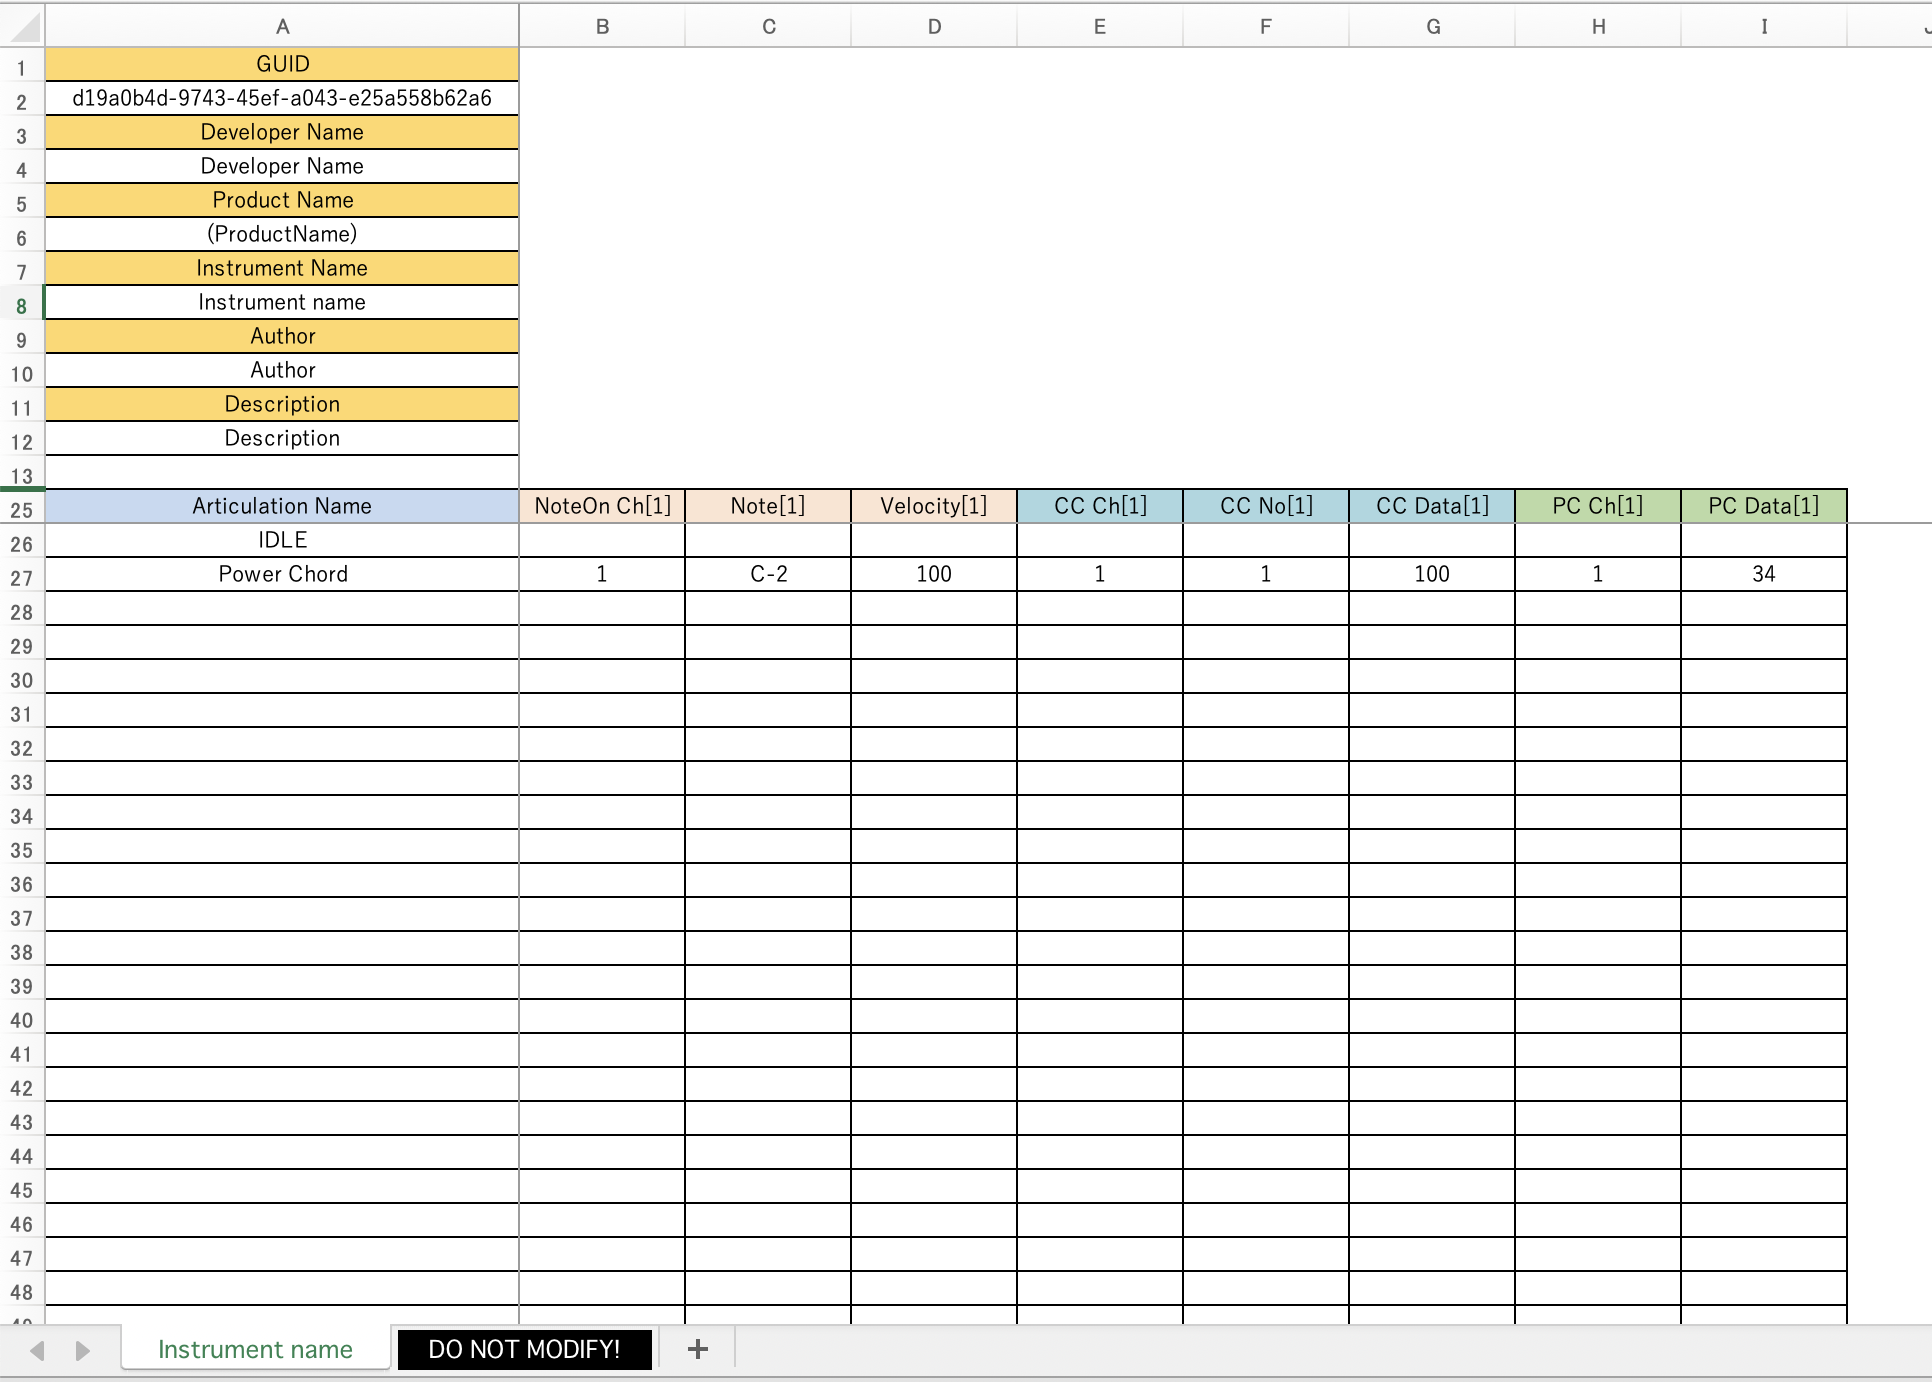 A B C D E F G H I
1 GUID
2 d19a0b4d-9743-45ef-a043-e25a558b62a6
3 Developer Name
4 Developer Name
5 Product Name
6 (ProductName)
7 Instrument Name
8 Instrument name
9 Author
10 Author
11 Description
12 Description
13
25 Articulation Name NoteOn Ch[1] Note[1] Velocity[1] CC Ch[1] CC No[1] CC Data[1] PC Ch[1] PC Data[1]
26 IDLE
27 Power Chord 1 C-2 100 1 1 100 1 34
28
29
30
31
32
33
34
35
36
37
38
39
40
41
42
43
44
45
46
47
48
Instrument name DO NOT MODIFY! +